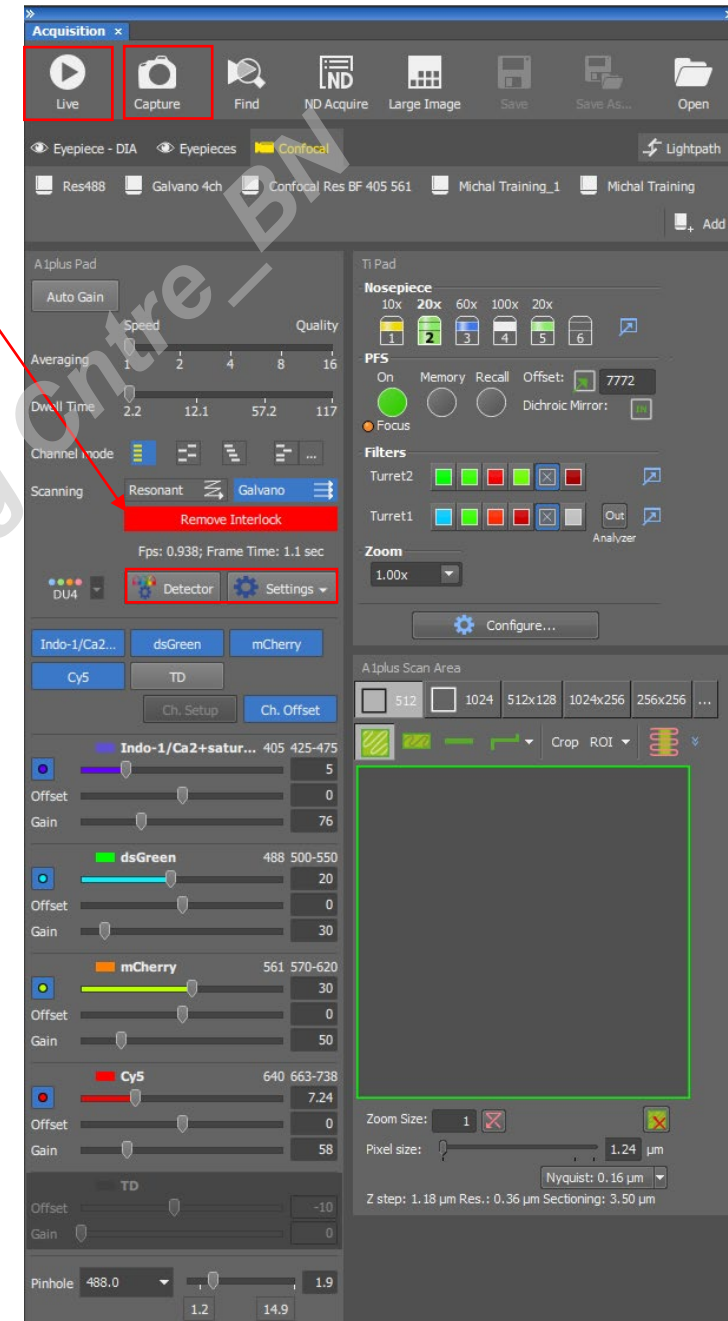 Acquisition ×
Live Capture Find ND Acquire Large Image Save Save As... Open
Eyepiece - DIA Eyepieces Confocal Lightpath
Res488 Galvano 4ch Confocal Res BF 405 561 Michal Training_1 Michal Training
Add
A1plus Pad
Auto Gain
Speed Quality
Averaging 1 2 4 8 16
Dwell Time 2.2 12.1 57.2 117
Channel mode ...
Scanning Resonant Galvano
Remove Interlock
Fps: 0.938; Frame Time: 1.1 sec
DU4 Detector Settings
Indo-1/Ca2... dsGreen mCherry
Cy5 TD
Ch. Setup Ch. Offset
Indo-1/Ca2+satur... 405 425-475
5
Offset 0
Gain 76
dsGreen 488 500-550
20
Offset 0
Gain 30
mCherry 561 570-620
30
Offset 0
Gain 50
Cy5 640 663-738
7.24
Offset 0
Gain 58
TD
Offset -10
Gain 0
Pinhole 488.0 1.9
1.2 14.9
Ti Pad
Nosepiece
10x 20x 60x 100x 20x
1 2 3 4 5 6
PFS
On Memory Recall Offset: 7772
Dichroic Mirror: IN
Focus
Filters
Turret2
Turret1 Out
Analyzer
Zoom
1.00x
Configure...
A1plus Scan Area
512 1024 512x128 1024x256 256x256 ...
Crop ROI
Zoom Size: 1
Pixel size: 1.24 µm
Nyquist: 0.16 µm
Z step: 1.18 µm Res.: 0.36 µm Sectioning: 3.50 µm
g Cntre_BN